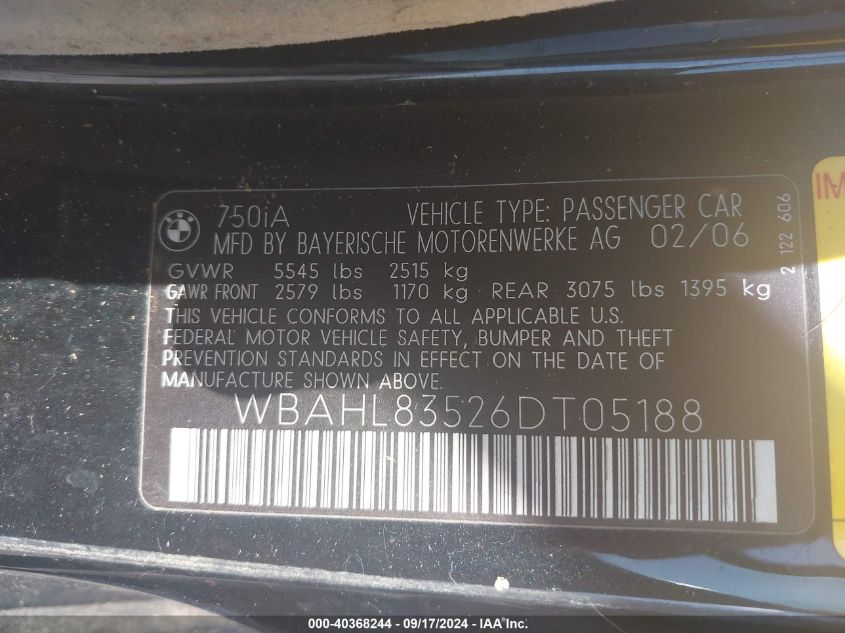 BMW
750iA VEHICLE TYPE: PASSENGER CAR
MFD BY BAYERISCHE MOTORENWERKE AG 02/06
GVWR 5545 lbs 2515 kg
GAWR FRONT 2579 lbs 1170 kg - REAR 3075 lbs 1395 kg
THIS VEHICLE CONFORMS TO ALL APPLICABLE U.S.
FEDERAL MOTOR VEHICLE SAFETY, BUMPER AND THEFT
PREVENTION STANDARDS IN EFFECT ON THE DATE OF
MANUFACTURE SHOWN ABOVE.
WBAHL83526DT05188
2 122 606
000-40368244 - 09/17/2024 - IAAI.com